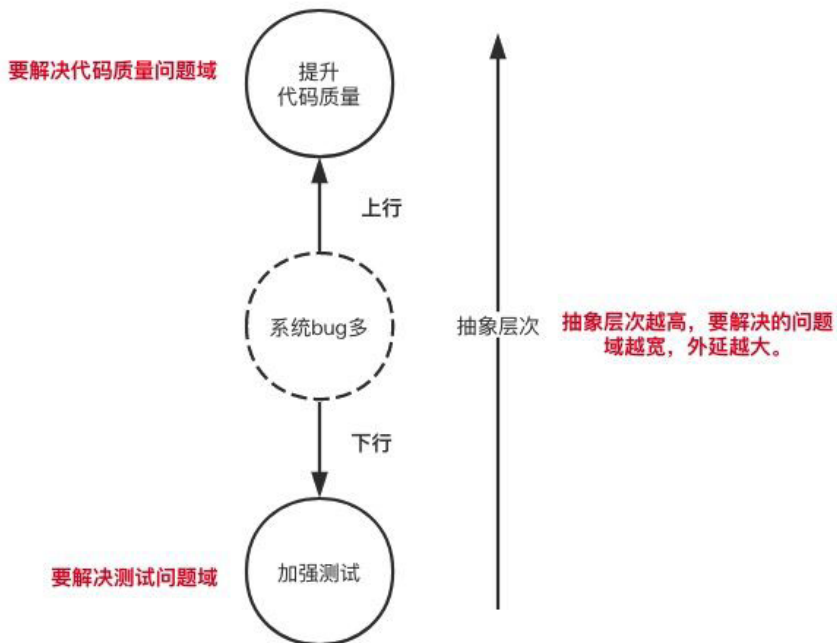 要解决代码质量问题域
提升
代码质量
上行
系统bug多
抽象层次
抽象层次越高，要解决的问题
域越宽，外延越大。
下行
要解决测试问题域
加强测试